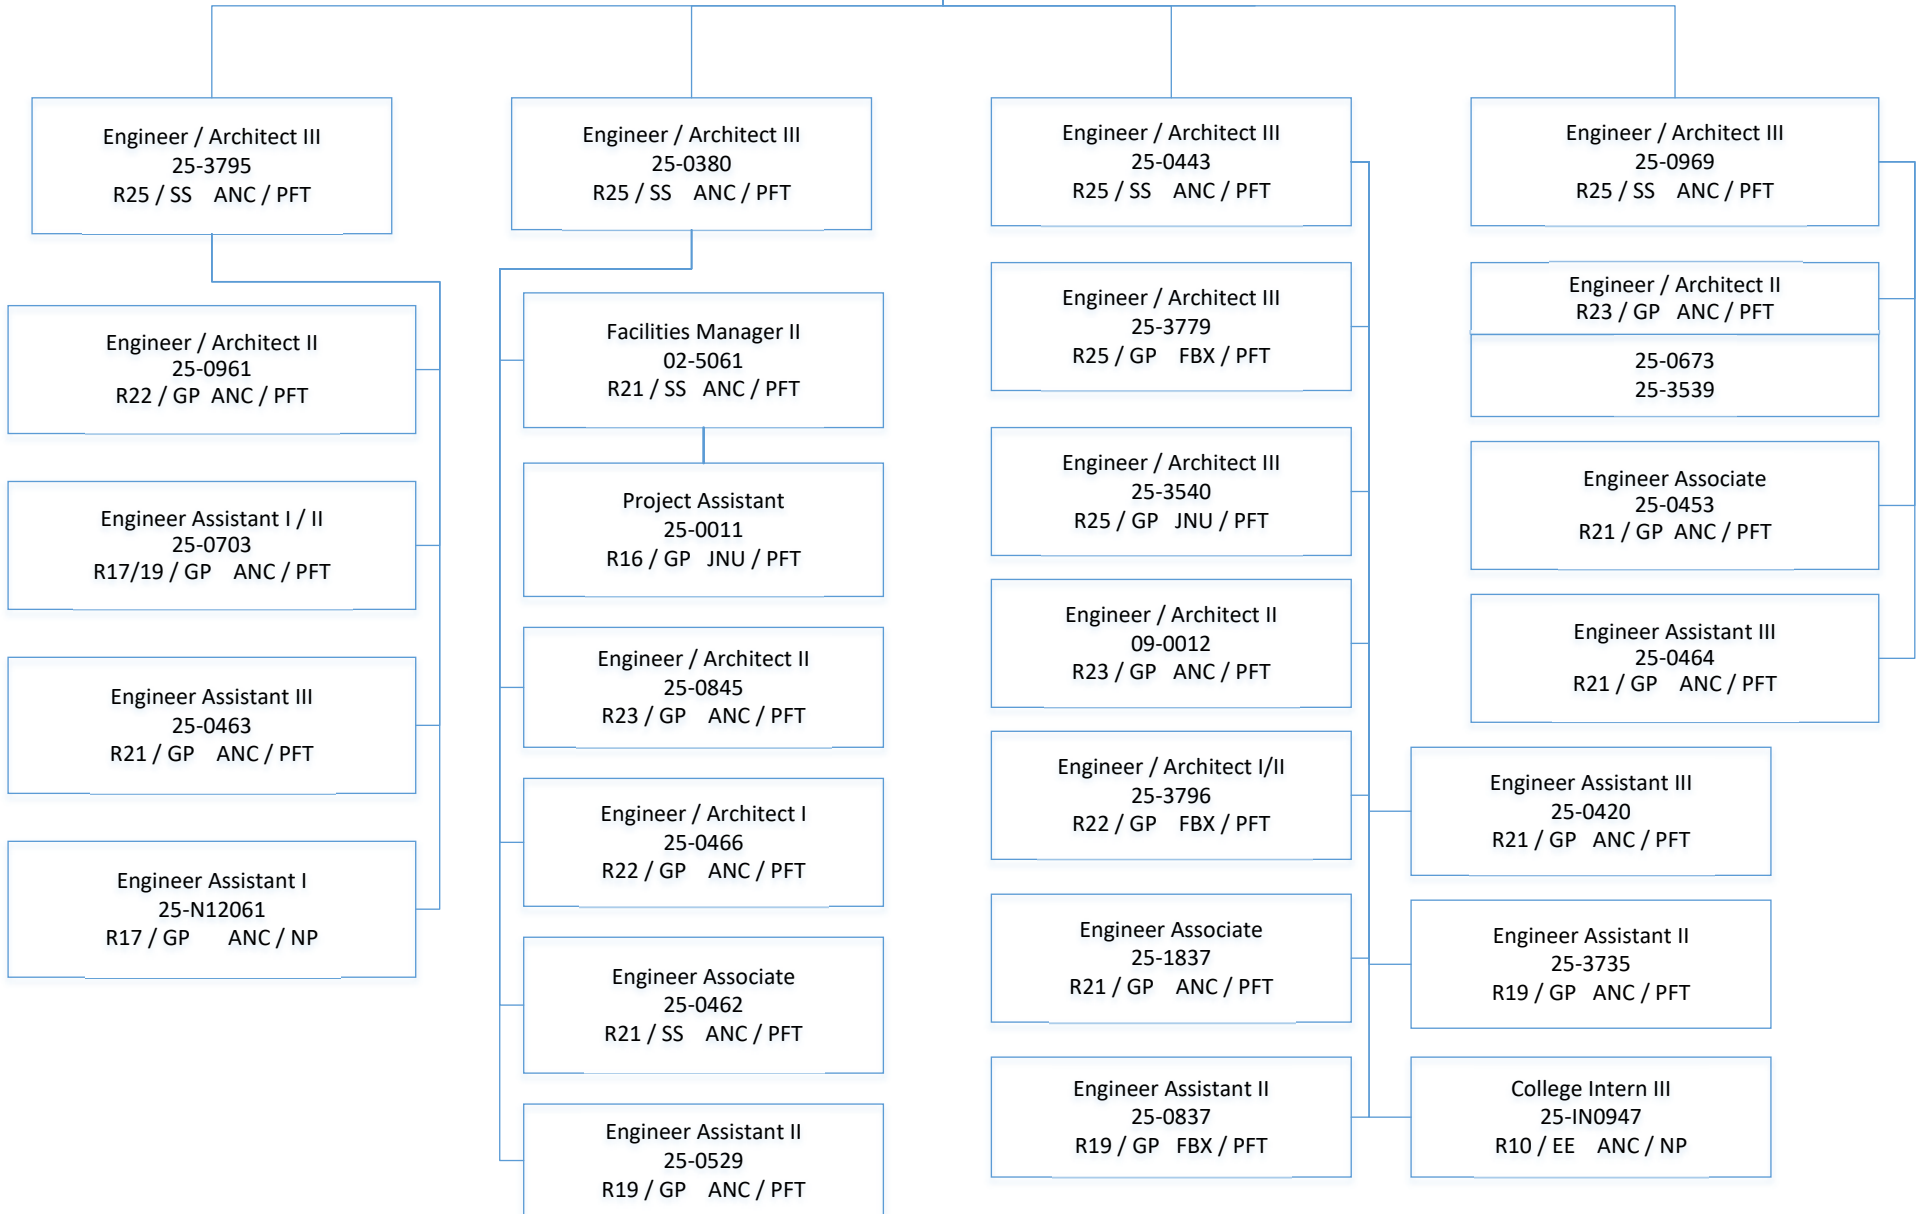 Engineer / Architect III
25-3795
R25 / SS ANC / PFT
Engineer / Architect II
25-0961
R22 / GP ANC / PFT
Engineer Assistant I / II
25-0703
R17/19 / GP ANC / PFT
Engineer Assistant III
25-0463
R21 / GP ANC / PFT
Engineer Assistant I
25-N12061
R17 / GP ANC / NP
Engineer / Architect III
25-0380
R25 / SS ANC / PFT
Facilities Manager II
02-5061
R21 / SS ANC / PFT
Project Assistant
25-0011
R16 / GP JNU / PFT
Engineer / Architect II
25-0845
R23 / GP ANC / PFT
Engineer / Architect I
25-0466
R22 / GP ANC / PFT
Engineer Associate
25-0462
R21 / SS ANC / PFT
Engineer Assistant II
25-0529
R19 / GP ANC / PFT
Engineer / Architect III
25-0443
R25 / SS ANC / PFT
Engineer / Architect III
25-3779
R25 / GP FBX / PFT
Engineer / Architect III
25-3540
R25 / GP JNU / PFT
Engineer / Architect II
09-0012
R23 / GP ANC / PFT
Engineer / Architect I/II
25-3796
R22 / GP FBX / PFT
Engineer Associate
25-1837
R21 / GP ANC / PFT
Engineer Assistant II
25-0837
R19 / GP FBX / PFT
Engineer Assistant III
25-0420
R21 / GP ANC / PFT
Engineer Assistant II
25-3735
R19 / GP ANC / PFT
College Intern III
25-IN0947
R10 / EE ANC / NP
Engineer / Architect III
25-0969
R25 / SS ANC / PFT
Engineer / Architect II
R23 / GP ANC / PFT
25-0673
25-3539
Engineer Associate
25-0453
R21 / GP ANC / PFT
Engineer Assistant III
25-0464
R21 / GP ANC / PFT